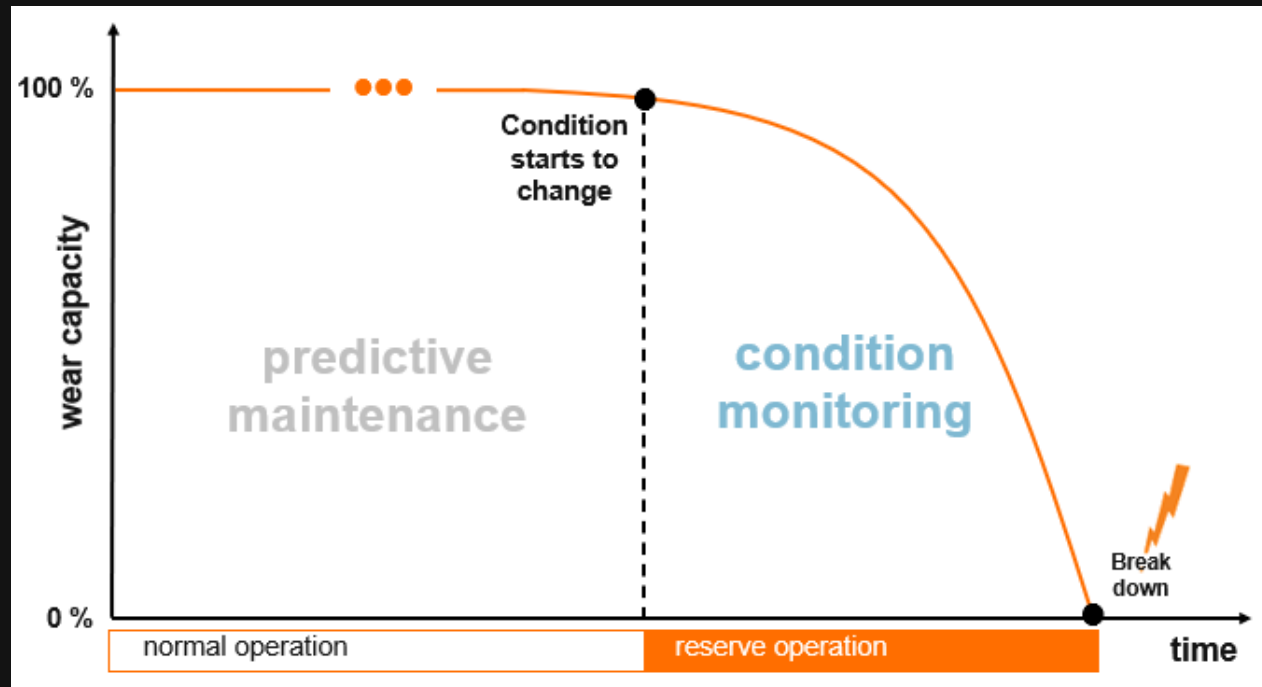 100 %
Condition
starts to
change
wear capacity
predictive
maintenance
condition
monitoring
Break
down
0 %
normal operation
reserve operation
time